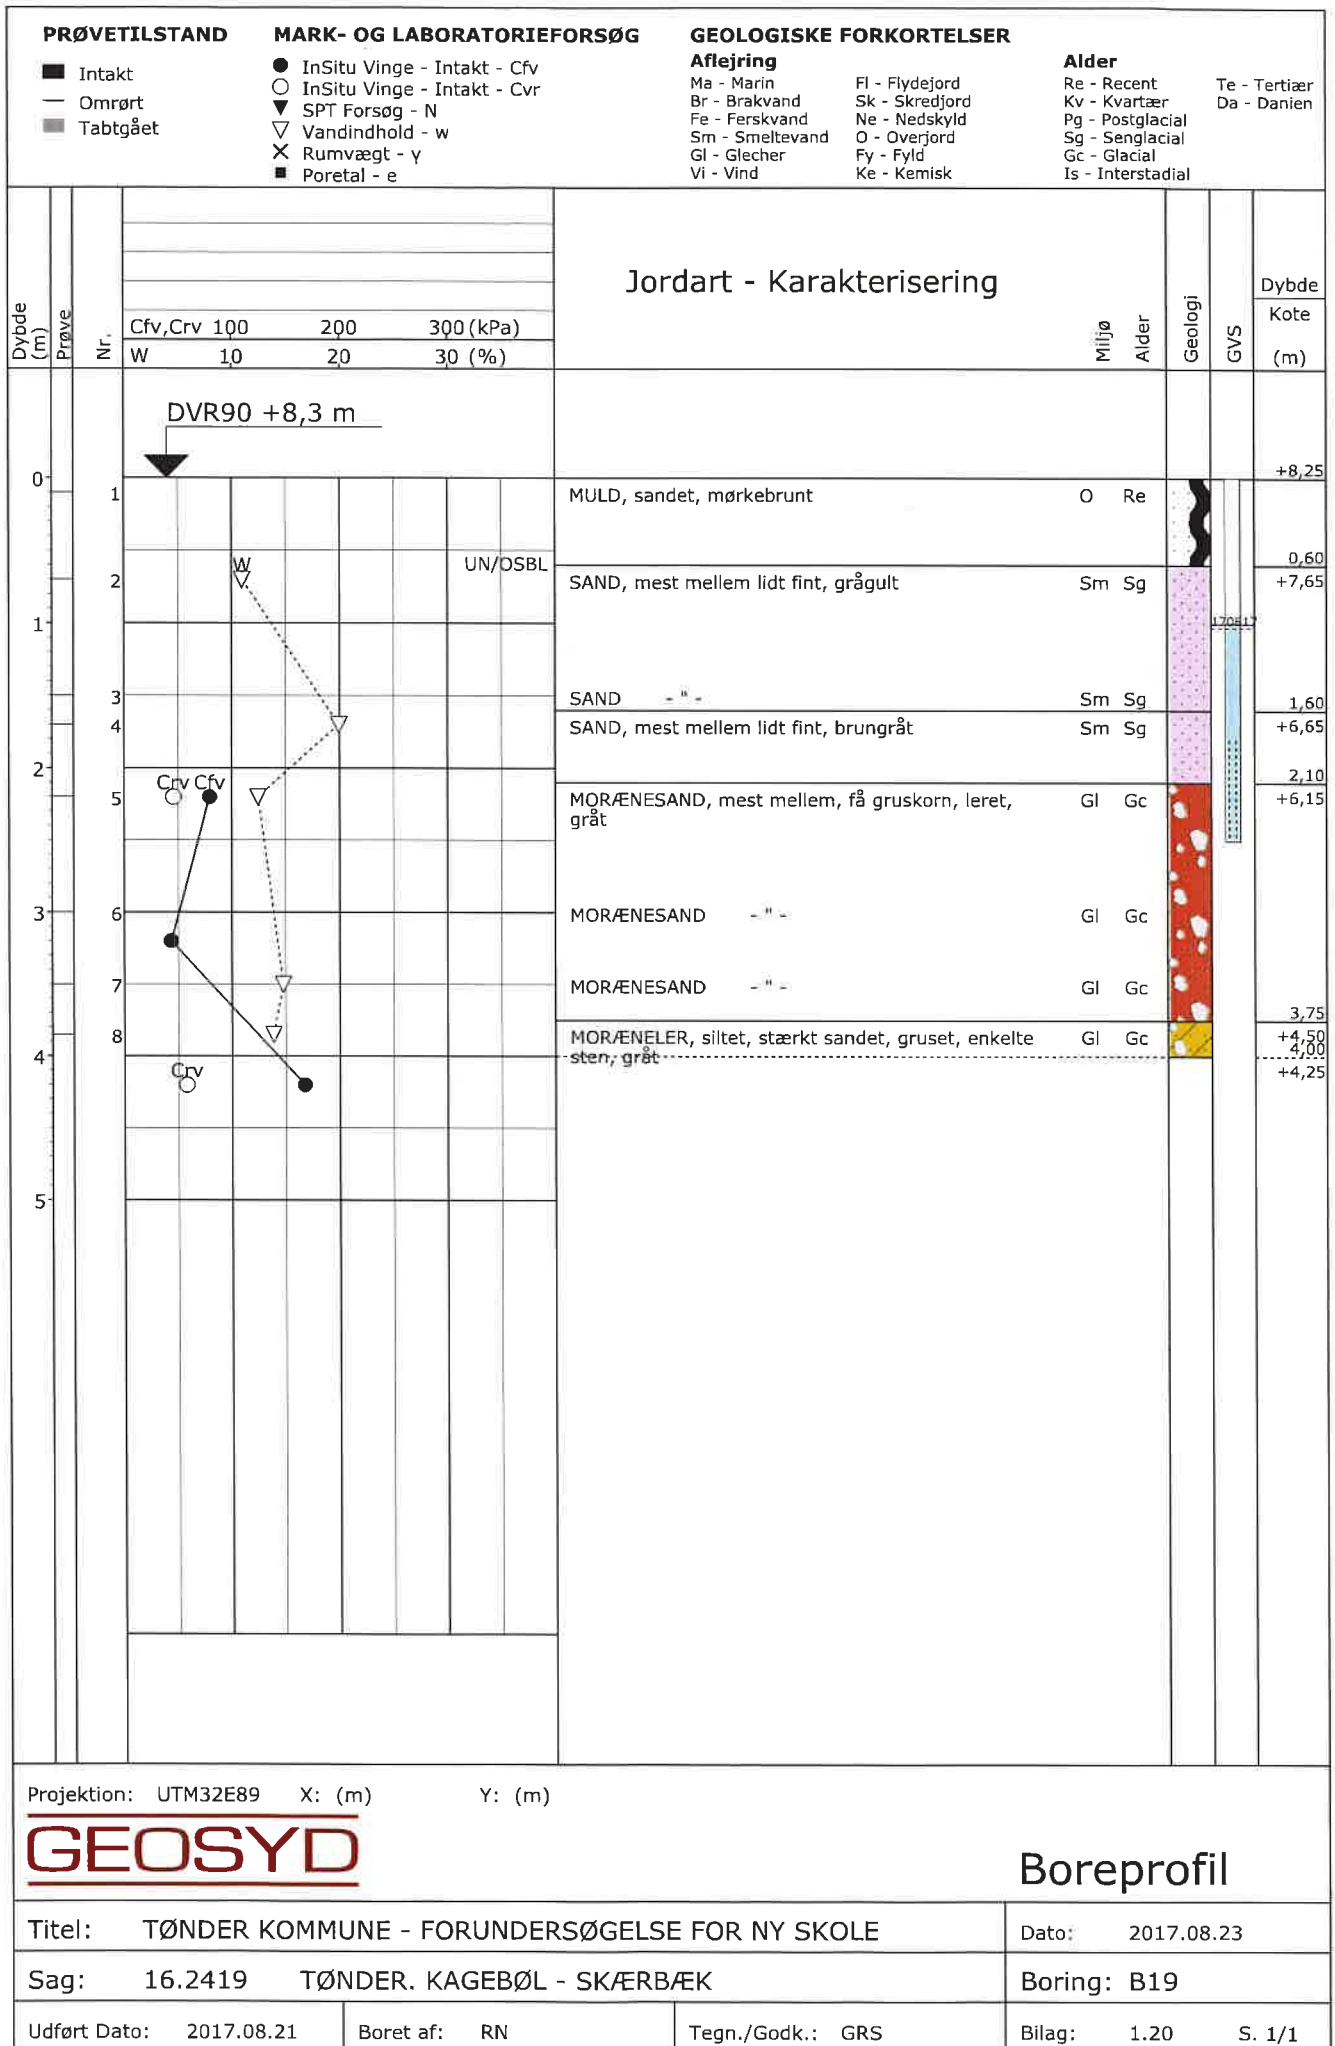 PRØVETILSTAND
Intakt
Omrørt
Tabtgået
MARK- OG LABORATORIEFORSØG
InSitu Vinge - Intakt - Cfv
InSitu Vinge - Intakt - Cvr
SPT Forsøg - N
Vandindhold - w
Rumvægt - γ
Poretal - e
GEOLOGISKE FORKORTELSER
Aflejring
Ma - Marin
Br - Brakvand
Fe - Ferskvand
Sm - Smeltevand
Gl - Glecher
Vi - Vind
Fl - Flydejord
Sk - Skredjord
Ne - Nedskyld
O - Overjord
Fy - Fyld
Ke - Kemisk
Alder
Re - Recent
Kv - Kvartær
Pg - Postglacial
Sg - Senglacial
Gc - Glacial
Is - Interstadial
Te - Tertiær
Da - Danien
Dybde (m)
Prøve
Nr.
Cfv,Crv 100 200 300 (kPa)
W 10 20 30 (%)
Jordart - Karakterisering
Miljø
Alder
Geologi
GVS
Dybde
Kote
(m)
DVR90 +8,3 m
+8,25
0
1 MULD, sandet, mørkebrunt O Re
W UN/OSBL
0,60
2 SAND, mest mellem lidt fint, grågult Sm Sg +7,65
1
170817
3 SAND - " - Sm Sg 1,60
4 SAND, mest mellem lidt fint, brungråt Sm Sg +6,65
2
2,10
Crv Cfv
5 MORÆNESAND, mest mellem, få gruskorn, leret, Gl Gc +6,15
gråt
3 6 MORÆNESAND - " - Gl Gc
7 MORÆNESAND - " - Gl Gc
3,75
8 MORÆNELER, siltet, stærkt sandet, gruset, enkelte Gl Gc +4,50
4 sten, gråt 4,00
Crv +4,25
5
Projektion: UTM32E89 X: (m) Y: (m)
GEOSYD
Boreprofil
Titel: TØNDER KOMMUNE - FORUNDERSØGELSE FOR NY SKOLE
Dato: 2017.08.23
Sag: 16.2419 TØNDER. KAGEBØL - SKÆRBÆK
Boring: B19
Udført Dato: 2017.08.21 Boret af: RN Tegn./Godk.: GRS Bilag: 1.20 S. 1/1